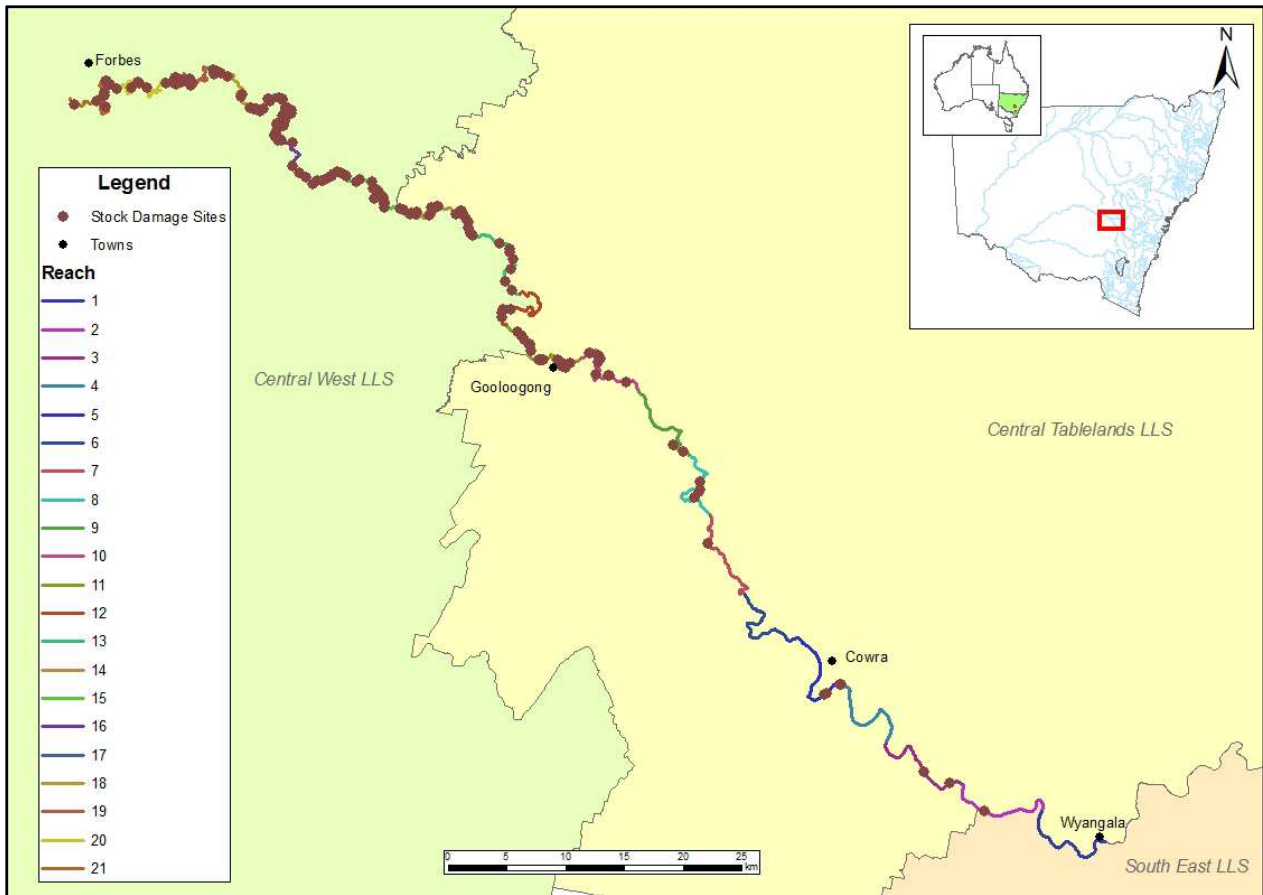 Forbes
N
Legend
Stock Damage Sites
Towns
Reach
1
2
3
4
5
6
7
8
9
10
11
12
13
14
15
16
17
18
19
20
21
Central West LLS
Gooloogong
Central Tablelands LLS
Cowra
Wyangala
South East LLS
0 5 10 15 20 25
km